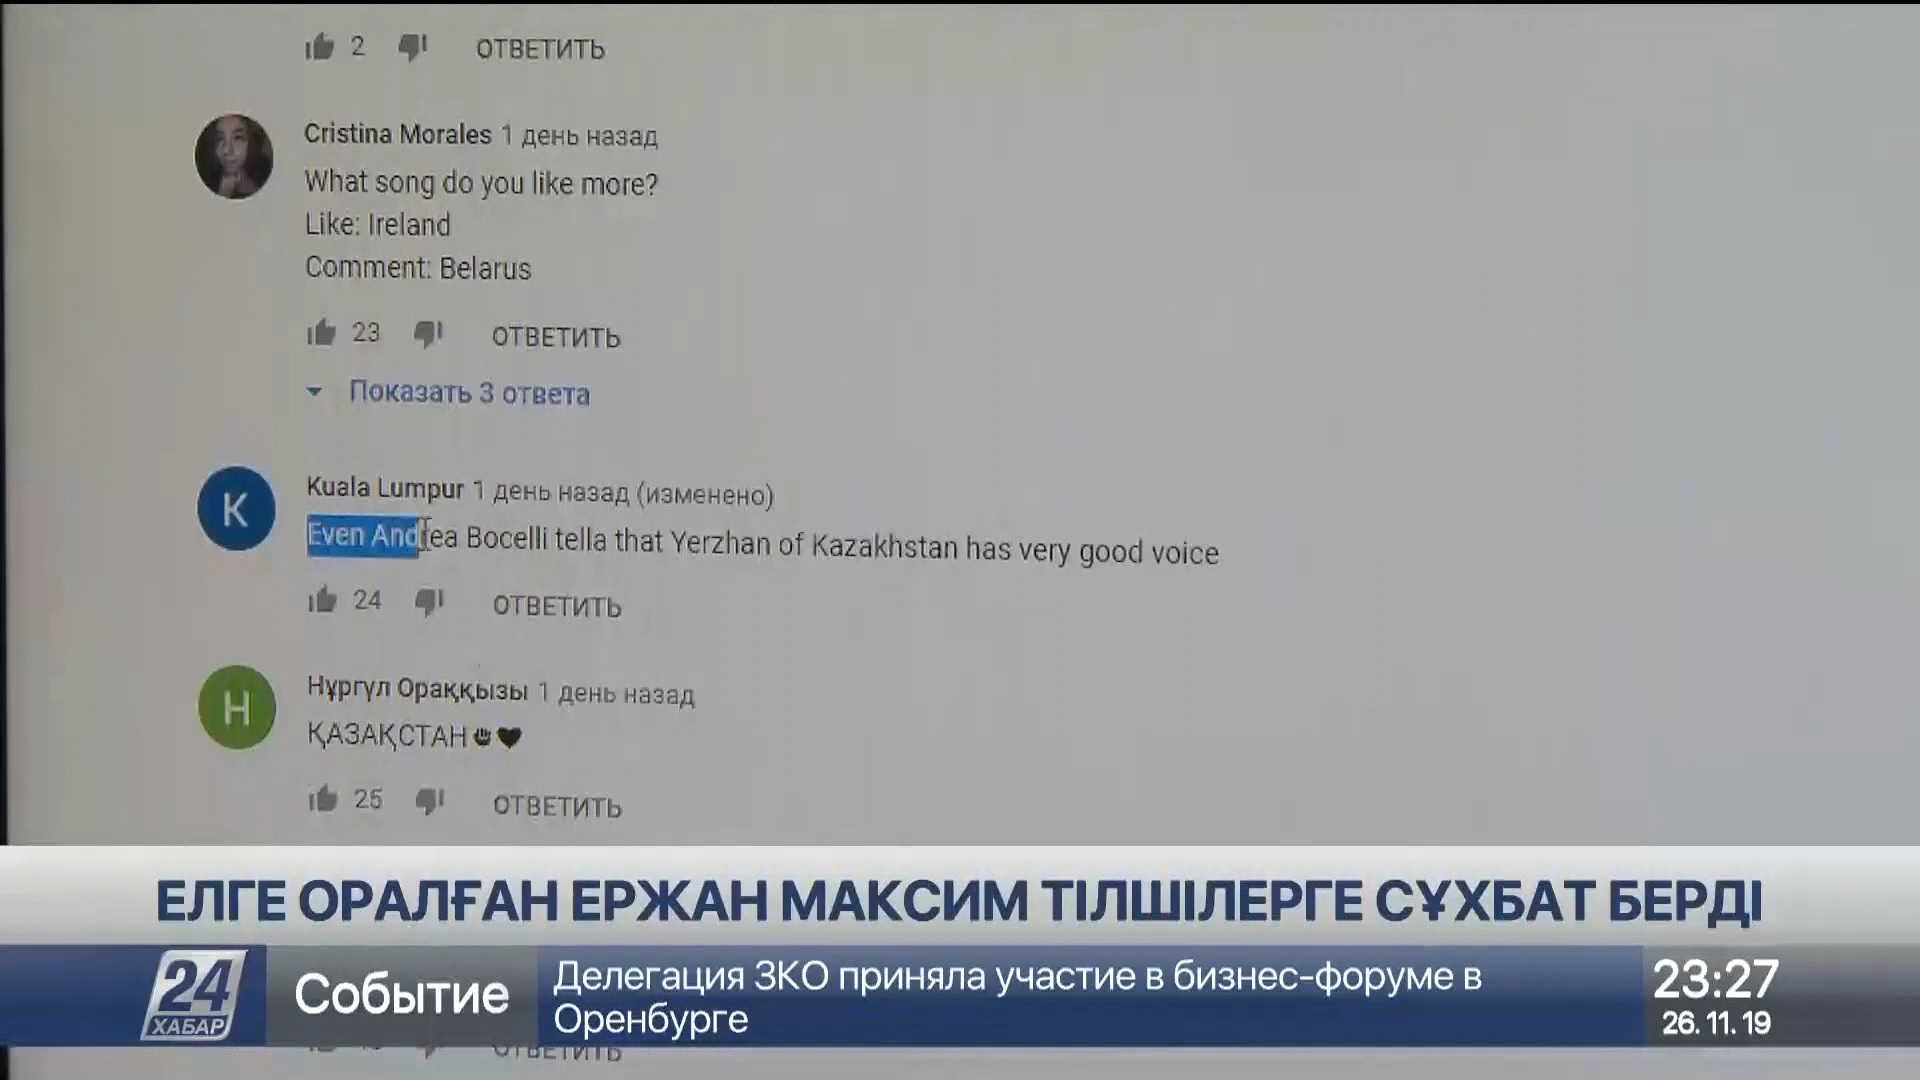 2 ОТВЕТИТЬ
Cristina Morales 1 день назад
What song do you like more?
Like: Ireland
Comment: Belarus
23 ОТВЕТИТЬ
Показать 3 ответа
K
Kuala Lumpur 1 день назад (изменено)
Even Andrea Bocelli tella that Yerzhan of Kazakhstan has very good voice
24 ОТВЕТИТЬ
Н
Нұргүл Ораққызы 1 день назад
ҚАЗАҚСТАН🔥🖤
25 ОТВЕТИТЬ
ЕЛГЕ ОРАЛҒАН ЕРЖАН МАКСИМ ТІЛШІЛЕРГЕ СҰХБАТ БЕРДІ
24
ХАБАР
Событие
Делегация ЗКО приняла участие в бизнес-форуме в
Оренбурге
23:27
26.11.19
ОТВЕТИТЬ